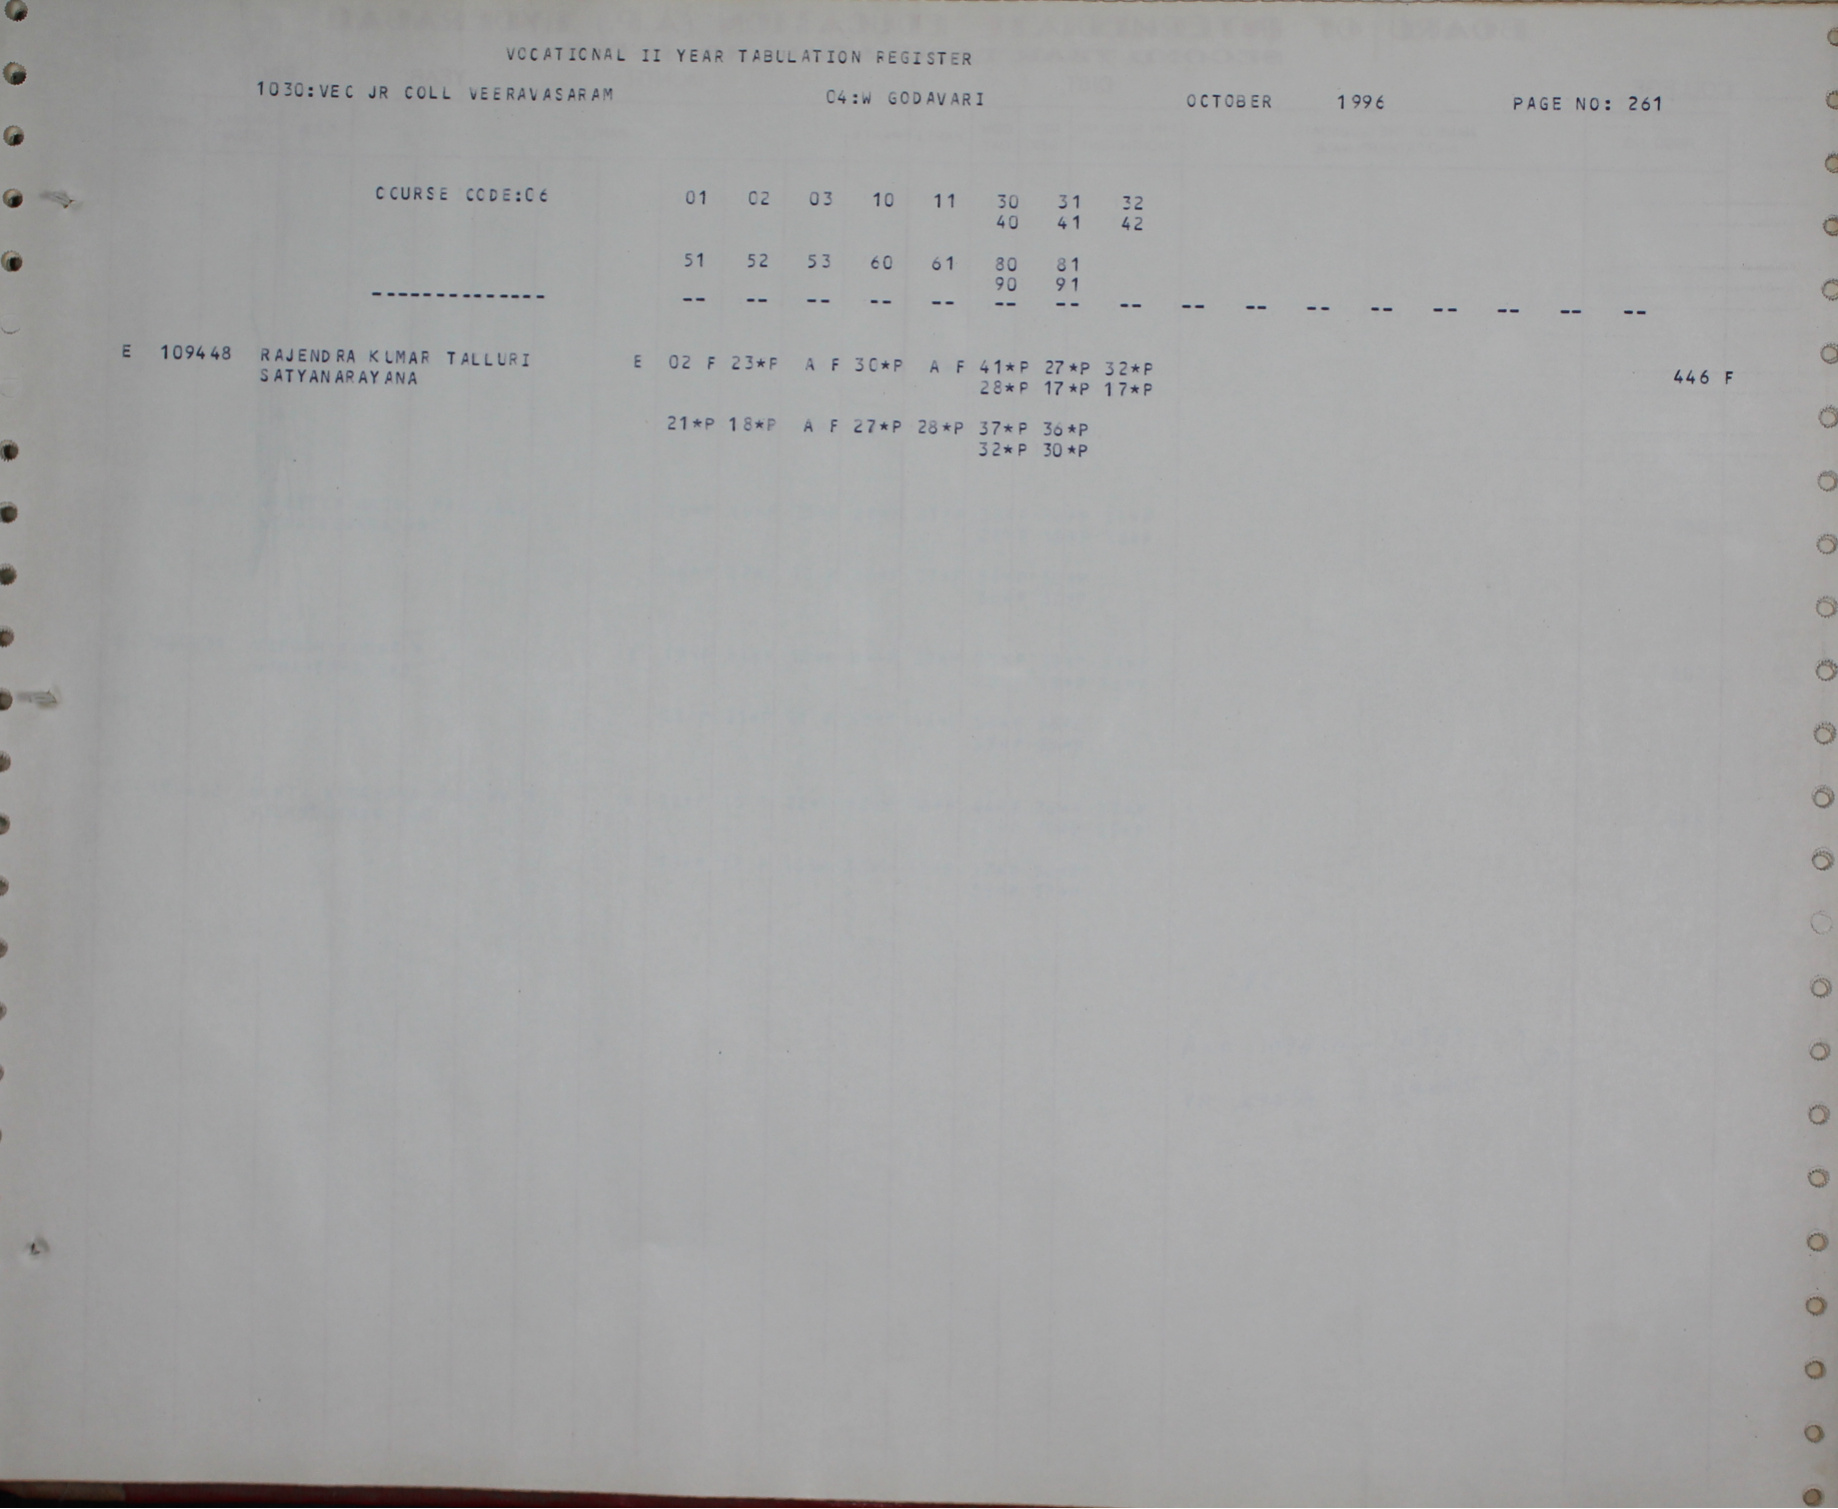 VOCATIONAL II YEAR TABULATION REGISTER
1030:VEC JR COLL VEERAVASARAM 04:W GODAVARI OCTOBER 1996 PAGE NO: 261
COURSE CODE:06 01 02 03 10 11 30 31 32
40 41 42
51 52 53 60 61 80 81
90 91
-------------- -- -- -- -- -- -- -- -- -- -- -- -- -- -- -- --
E 109448 RAJENDRA KUMAR TALLURI E 02 F 23*P A F 30*P A F 41*P 27*P 32*P
SATYANARAYANA 28*P 17*P 17*P 446 F
21*P 18*P A F 27*P 28*P 37*P 36*P
32*P 30*P